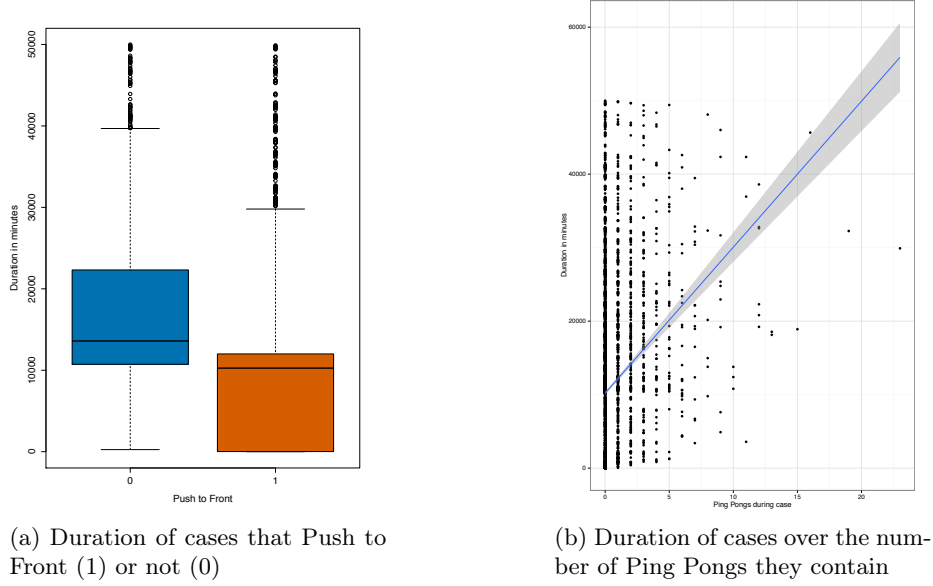 50000
40000
30000
20000
10000
0
Duration in minutes
0 1
Push to Front
(a) Duration of cases that Push to
Front (1) or not (0)
60000
40000
20000
0
Duration in minutes
0 5 10 15 20
Ping Pongs during case
(b) Duration of cases over the num-
ber of Ping Pongs they contain